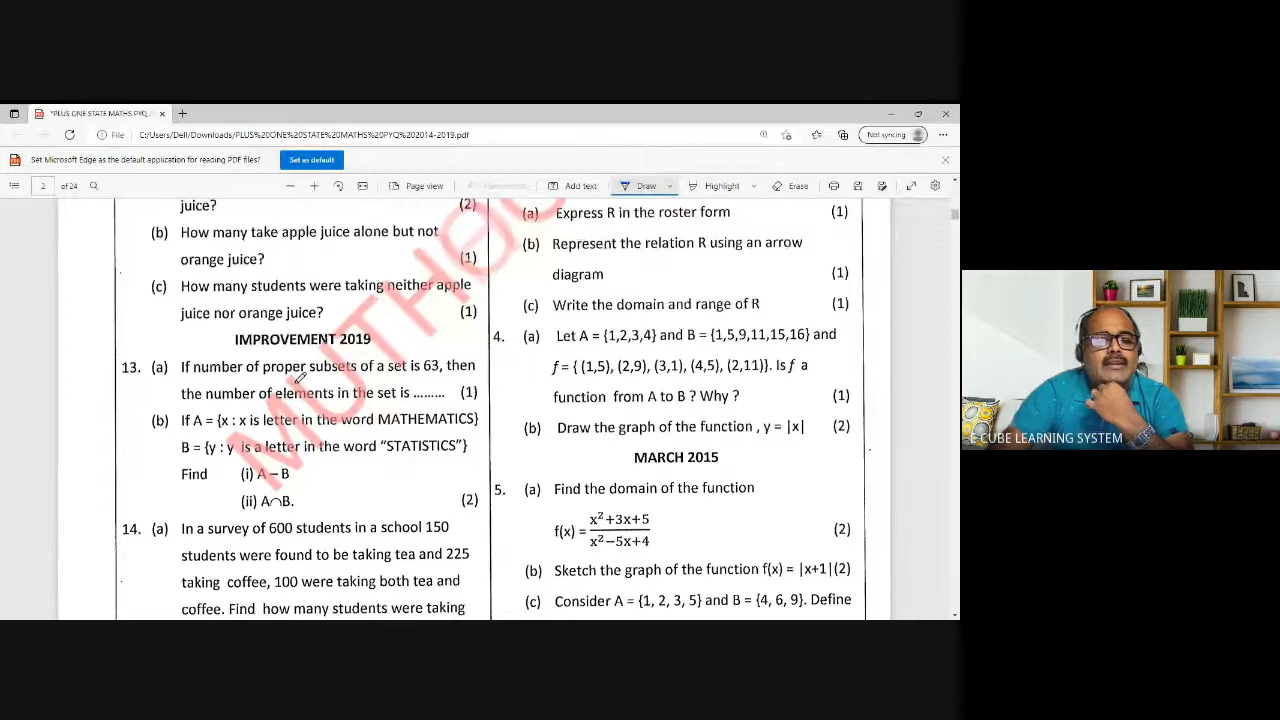 *PLUS ONE STATE MATHS PYQ
File
C:/Users/Dell/Downloads/PLUS%20ONE%20STATE%20MATHS%20PYQ%202014-2019.pdf
Not syncing
Set Microsoft Edge as the default application for reading PDF files?
Set as default
2 of 24
Page view
Add text
Draw
Highlight
Erase
juice? (2)
(b) How many take apple juice alone but not
orange juice? (1)
(c) How many students were taking neither apple
juice nor orange juice? (1)
IMPROVEMENT 2019
13. (a) If number of proper subsets of a set is 63, then
the number of elements in the set is ......... (1)
(b) If A = {x : x is letter in the word MATHEMATICS}
B = {y : y is a letter in the word “STATISTICS”}
Find (i) A – B
(ii) A∩B. (2)
14. (a) In a survey of 600 students in a school 150
students were found to be taking tea and 225
taking coffee, 100 were taking both tea and
coffee. Find how many students were taking
(a) Express R in the roster form (1)
(b) Represent the relation R using an arrow
diagram (1)
(c) Write the domain and range of R (1)
4. (a) Let A = {1,2,3,4} and B = {1,5,9,11,15,16} and
f = { (1,5), (2,9), (3,1), (4,5), (2,11)}. Is f a
function from A to B ? Why ? (1)
(b) Draw the graph of the function , y = |x| (2)
MARCH 2015
5. (a) Find the domain of the function
f(x) = x²+3x+5 / x²−5x+4 (2)
(b) Sketch the graph of the function f(x) = |x+1| (2)
(c) Consider A = {1, 2, 3, 5} and B = {4, 6, 9}. Define
E CUBE LEARNING SYSTEM